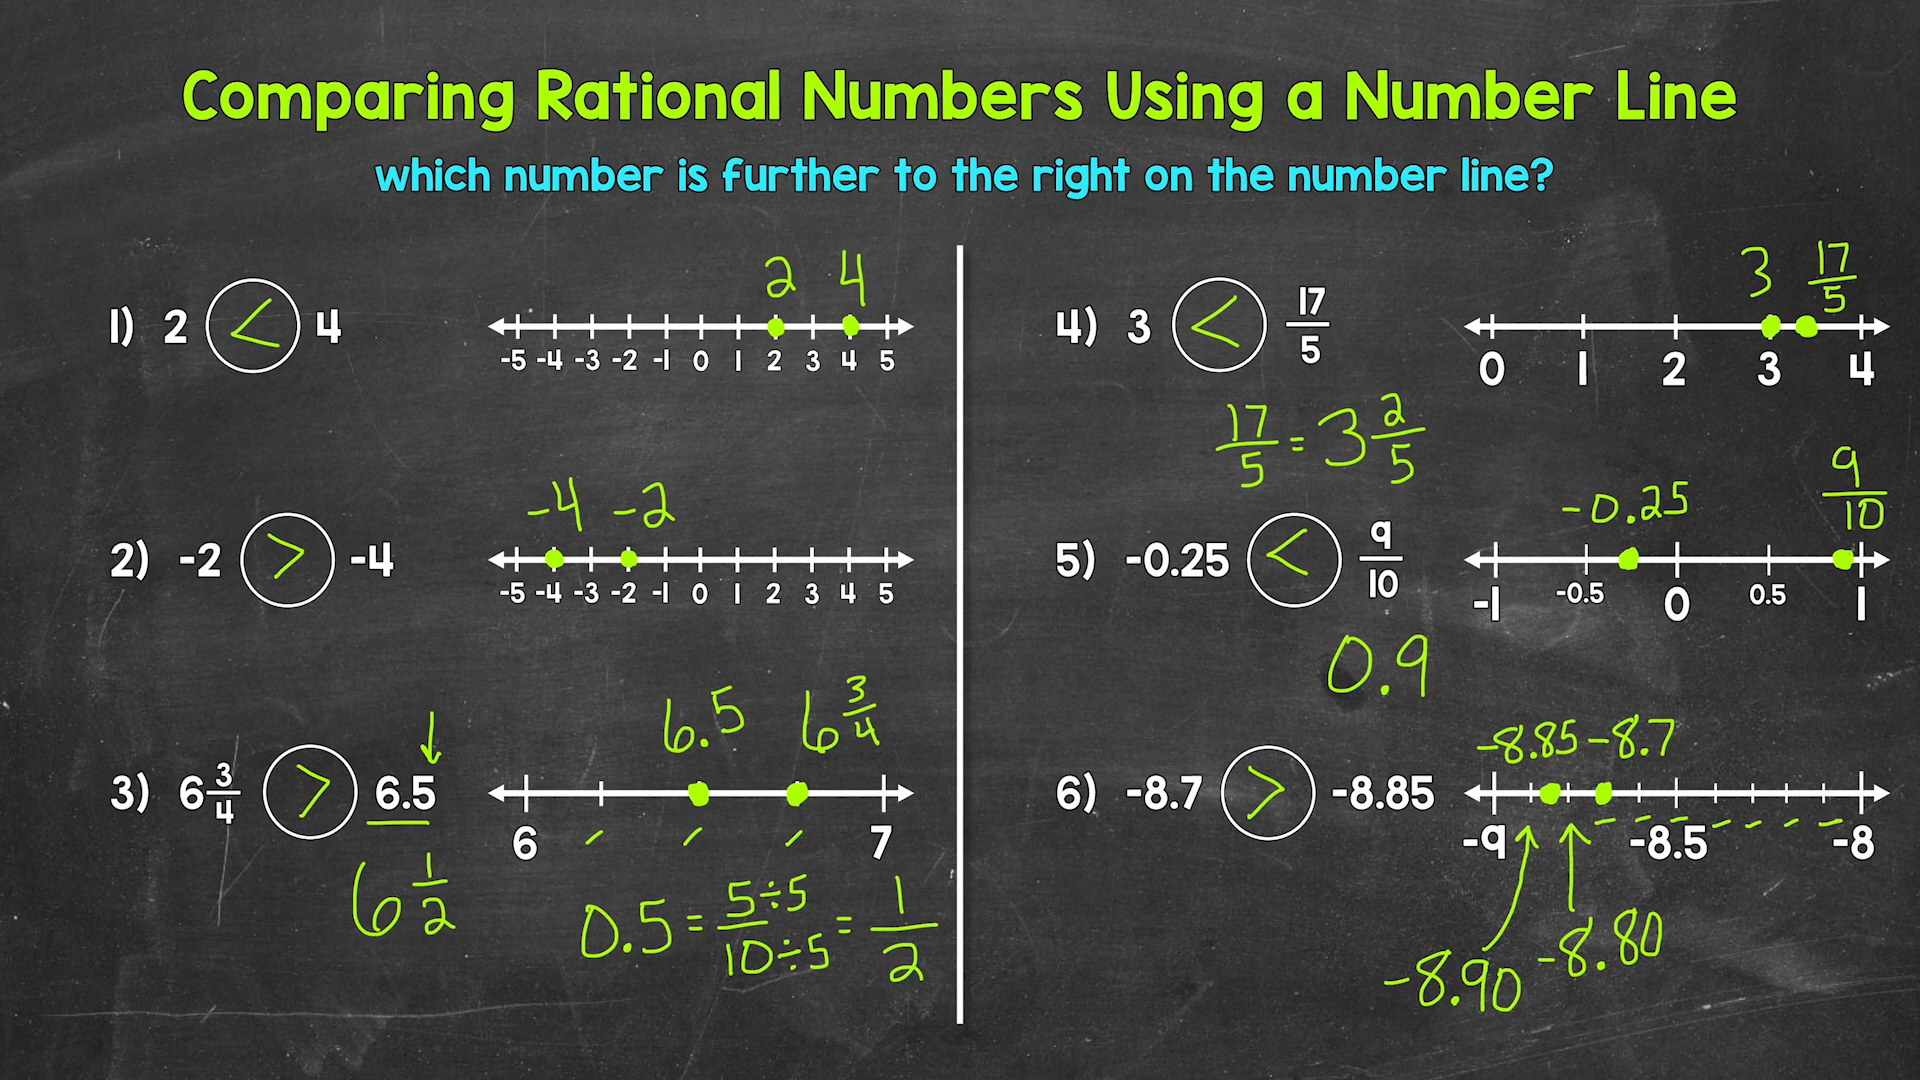 Comparing Rational Numbers Using a Number Line
which number is further to the right on the number line?
2 4
1) 2 < 4
-5 -4 -3 -2 -1 0 1 2 3 4 5
-4 -2
2) -2 > -4
-5 -4 -3 -2 -1 0 1 2 3 4 5
6.5 6 3/4
3) 6 3/4 > 6.5
6 7
6 1/2
0.5 = 5÷5/10÷5 = 1/2
3 17/5
4) 3 < 17/5
0 1 2 3 4
17/5 = 3 2/5
-0.25 9/10
5) -0.25 < 9/10
-1 -0.5 0 0.5 1
0.9
-8.85 -8.7
6) -8.7 > -8.85
-9 -8.5 -8
-8.90 -8.80